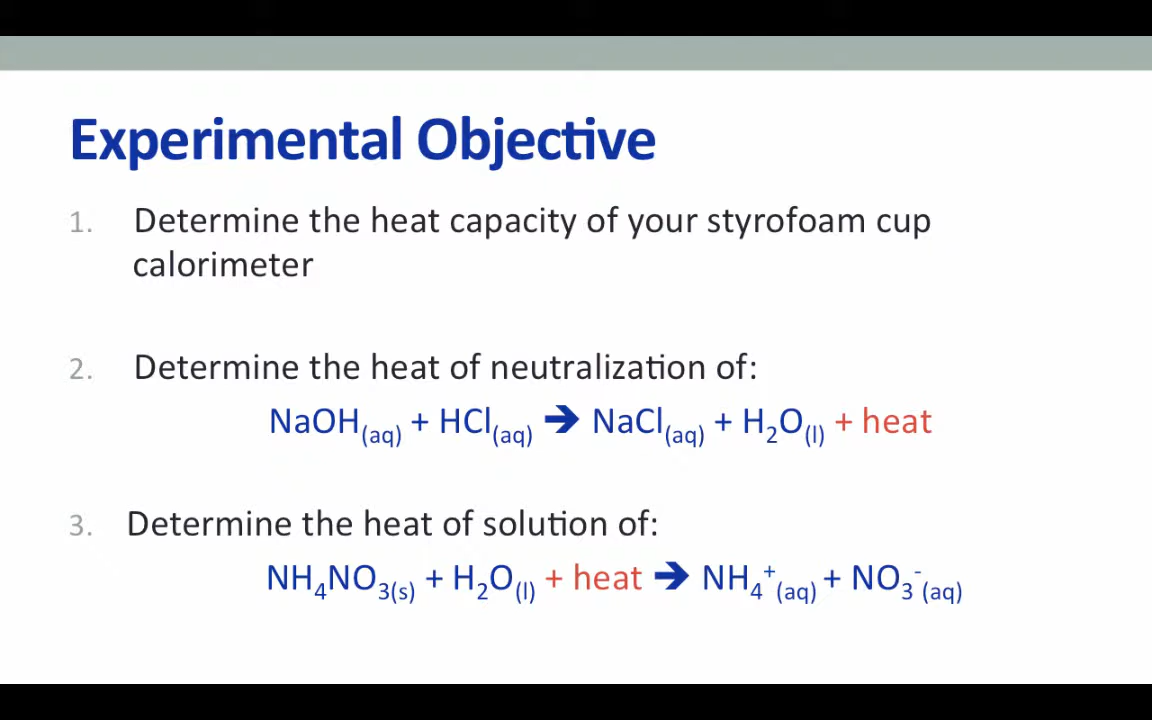 Experimental Objective
1. Determine the heat capacity of your styrofoam cup
calorimeter
2. Determine the heat of neutralization of:
NaOH(aq) + HCl(aq) ➔ NaCl(aq) + H₂O(l) + heat
3. Determine the heat of solution of:
NH₄NO₃(s) + H₂O(l) + heat ➔ NH₄⁺(aq) + NO₃⁻(aq)